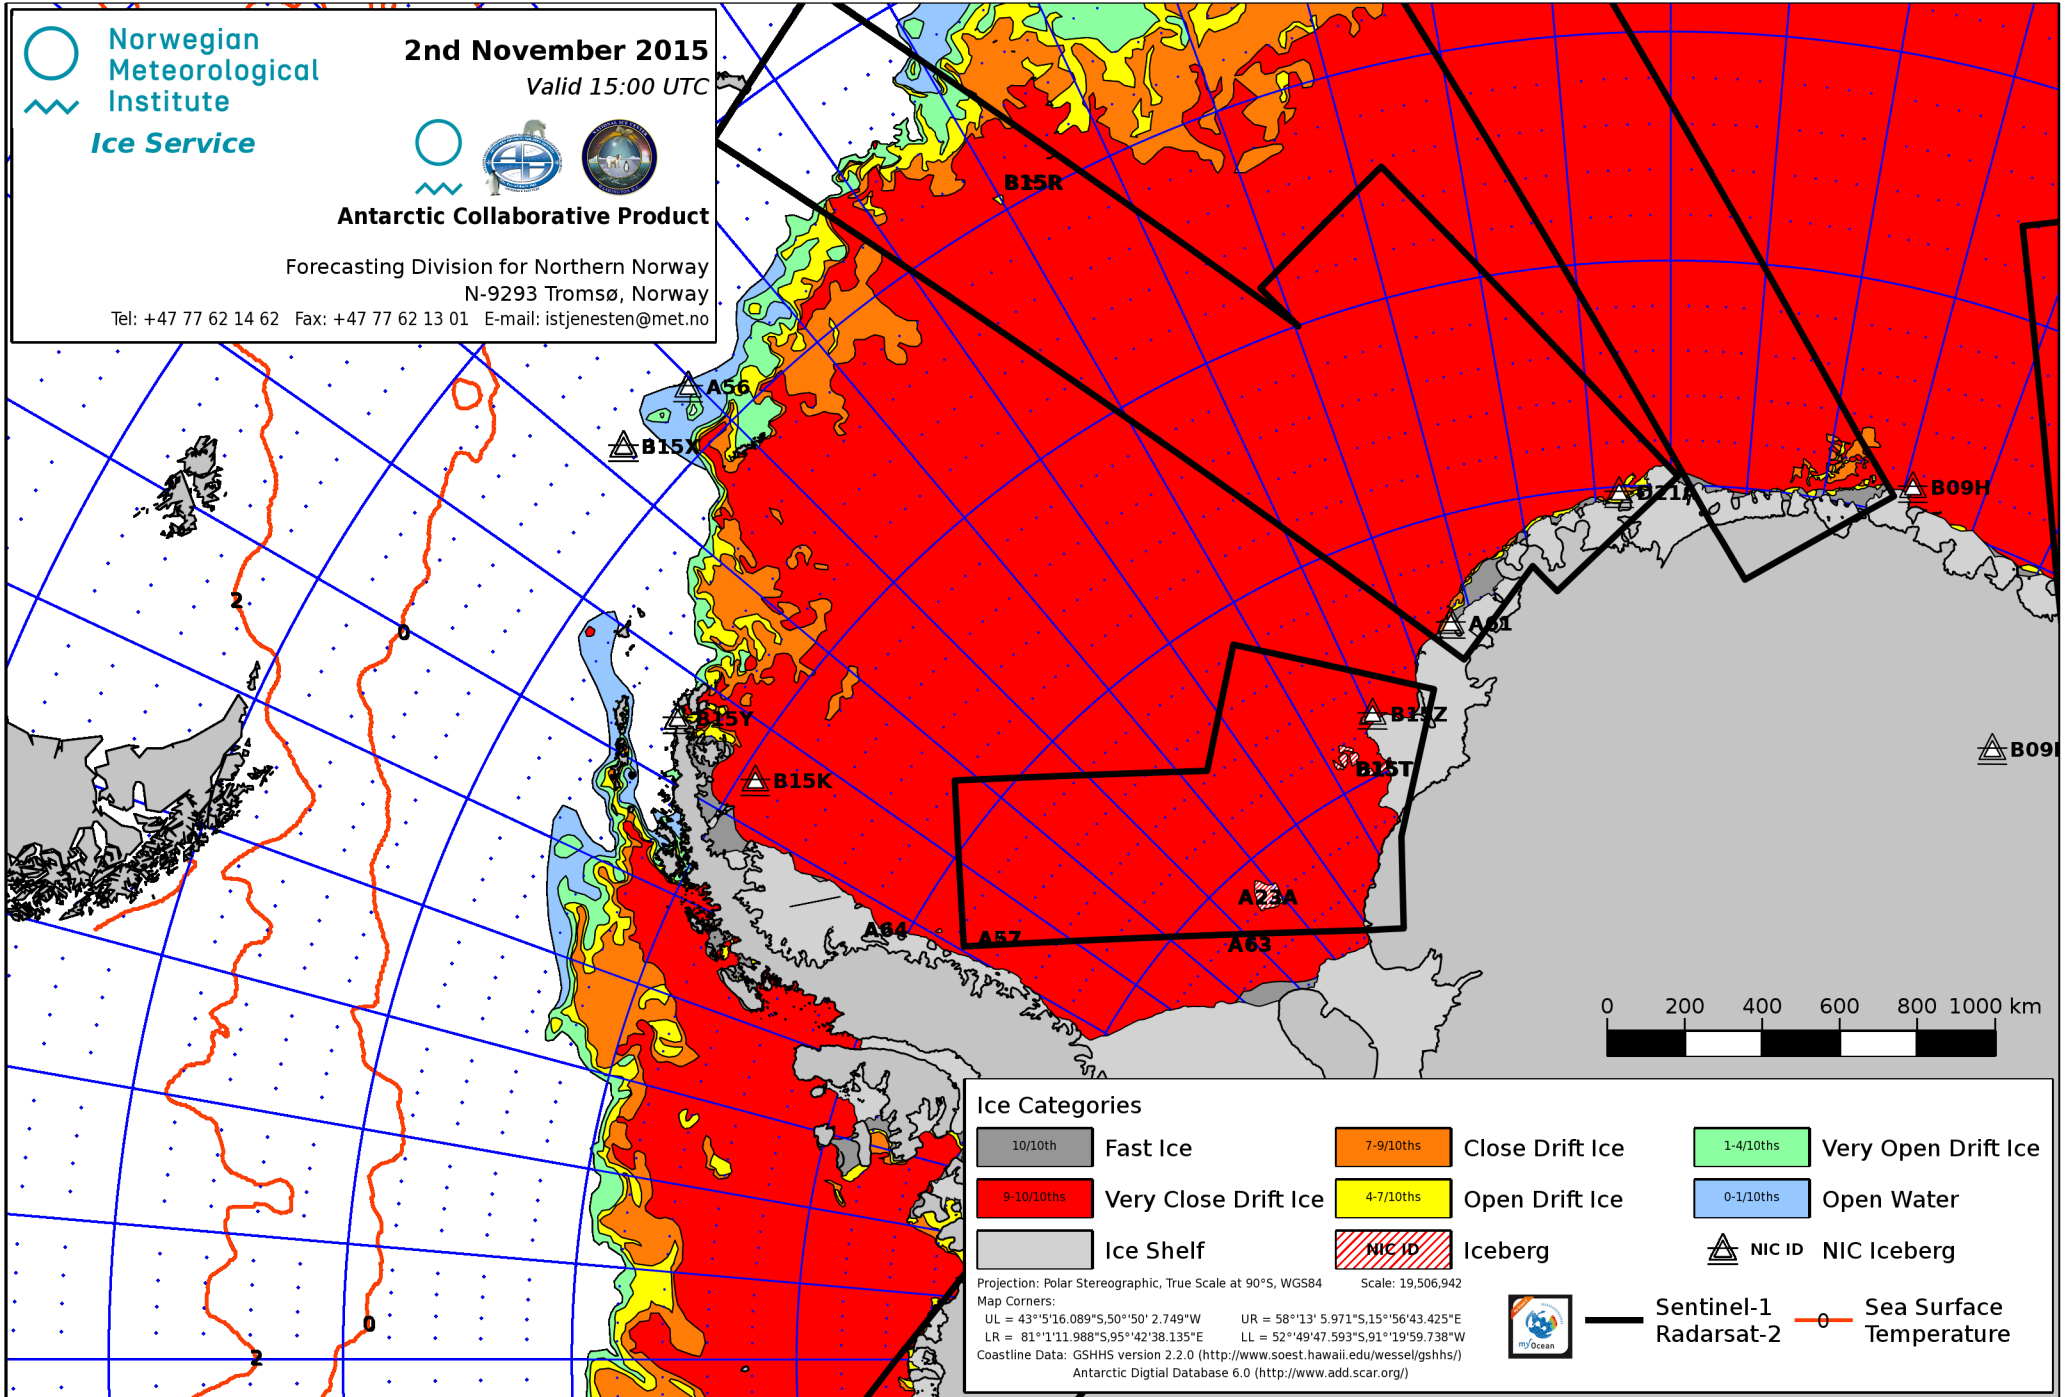 Norwegian
Meteorological
Institute
Ice Service
2nd November 2015
Valid 15:00 UTC
Antarctic Collaborative Product
Forecasting Division for Northern Norway
N-9293 Tromsø, Norway
Tel: +47 77 62 14 62 Fax: +47 77 62 13 01 E-mail: istjenesten@met.no
B15R
A56
B15X
D21A
B09H
2
0
A61
B15Y
B15Z
B09I
B15T
B15K
A23A
A64
A57
A63
0 200 400 600 800 1000 km
0
2
Ice Categories
10/10th Fast Ice
7-9/10ths Close Drift Ice
1-4/10ths Very Open Drift Ice
9-10/10ths Very Close Drift Ice
4-7/10ths Open Drift Ice
0-1/10ths Open Water
Ice Shelf
NIC ID Iceberg
NIC ID NIC Iceberg
Projection: Polar Stereographic, True Scale at 90°S, WGS84 Scale: 19,506,942
Map Corners:
UL = 43°'5'16.089"S,50°'50' 2.749"W UR = 58°'13' 5.971"S,15°'56'43.425"E
LR = 81°'1'11.988"S,95°'42'38.135"E LL = 52°'49'47.593"S,91°'19'59.738"W
Coastline Data: GSHHS version 2.2.0 (http://www.soest.hawaii.edu/wessel/gshhs/)
Antarctic Digtial Database 6.0 (http://www.add.scar.org/)
myOcean
Sentinel-1
Radarsat-2
0
Sea Surface
Temperature